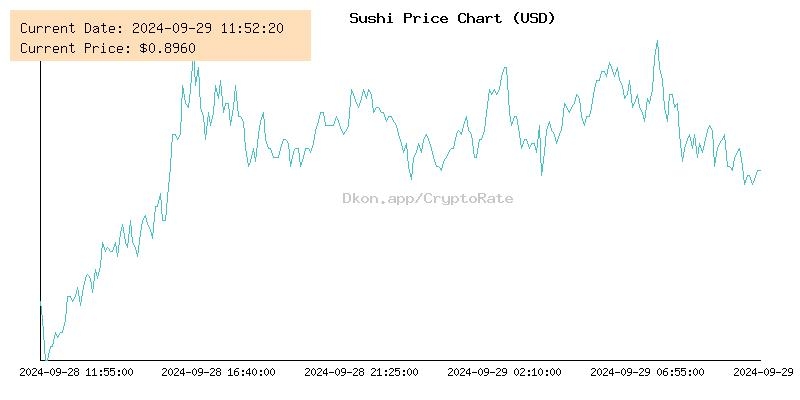 Sushi Price Chart (USD)
Current Date: 2024-09-29 11:52:20
Current Price: $0.8960
Dkon.app/CryptoRate
2024-09-28 11:55:00 2024-09-28 16:40:00 2024-09-28 21:25:00 2024-09-29 02:10:00 2024-09-29 06:55:00 2024-09-29